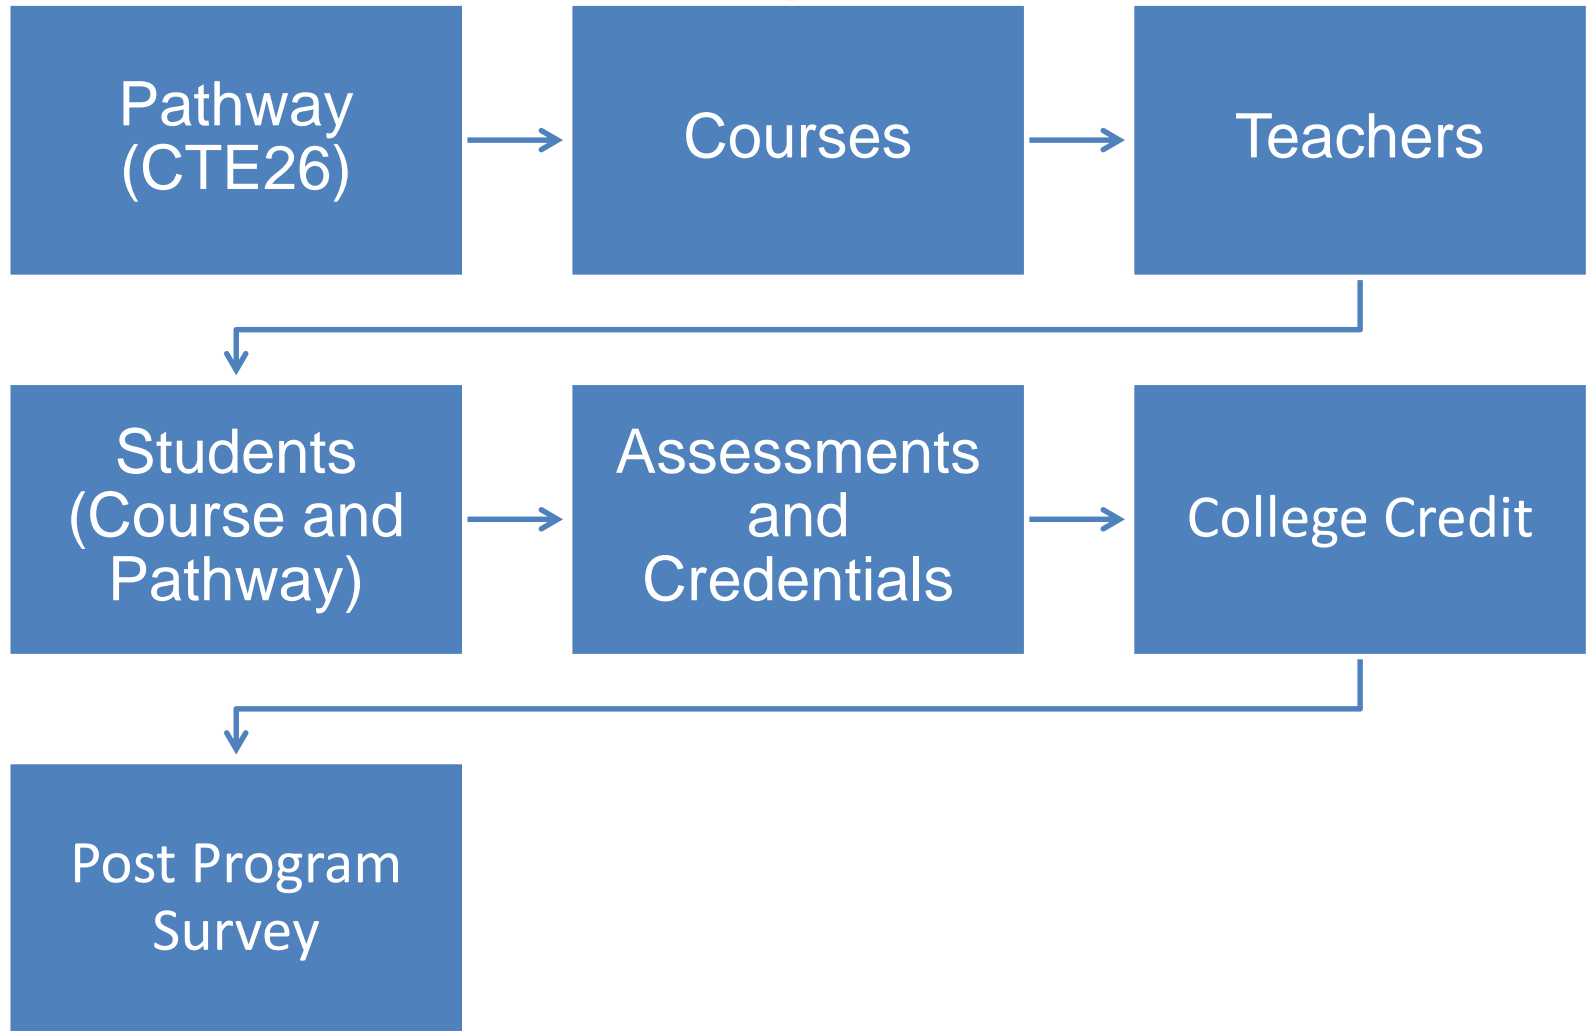 Pathway
(CTE26)
Courses
Teachers
Students
(Course and
Pathway)
Assessments
and
Credentials
College Credit
Post Program
Survey